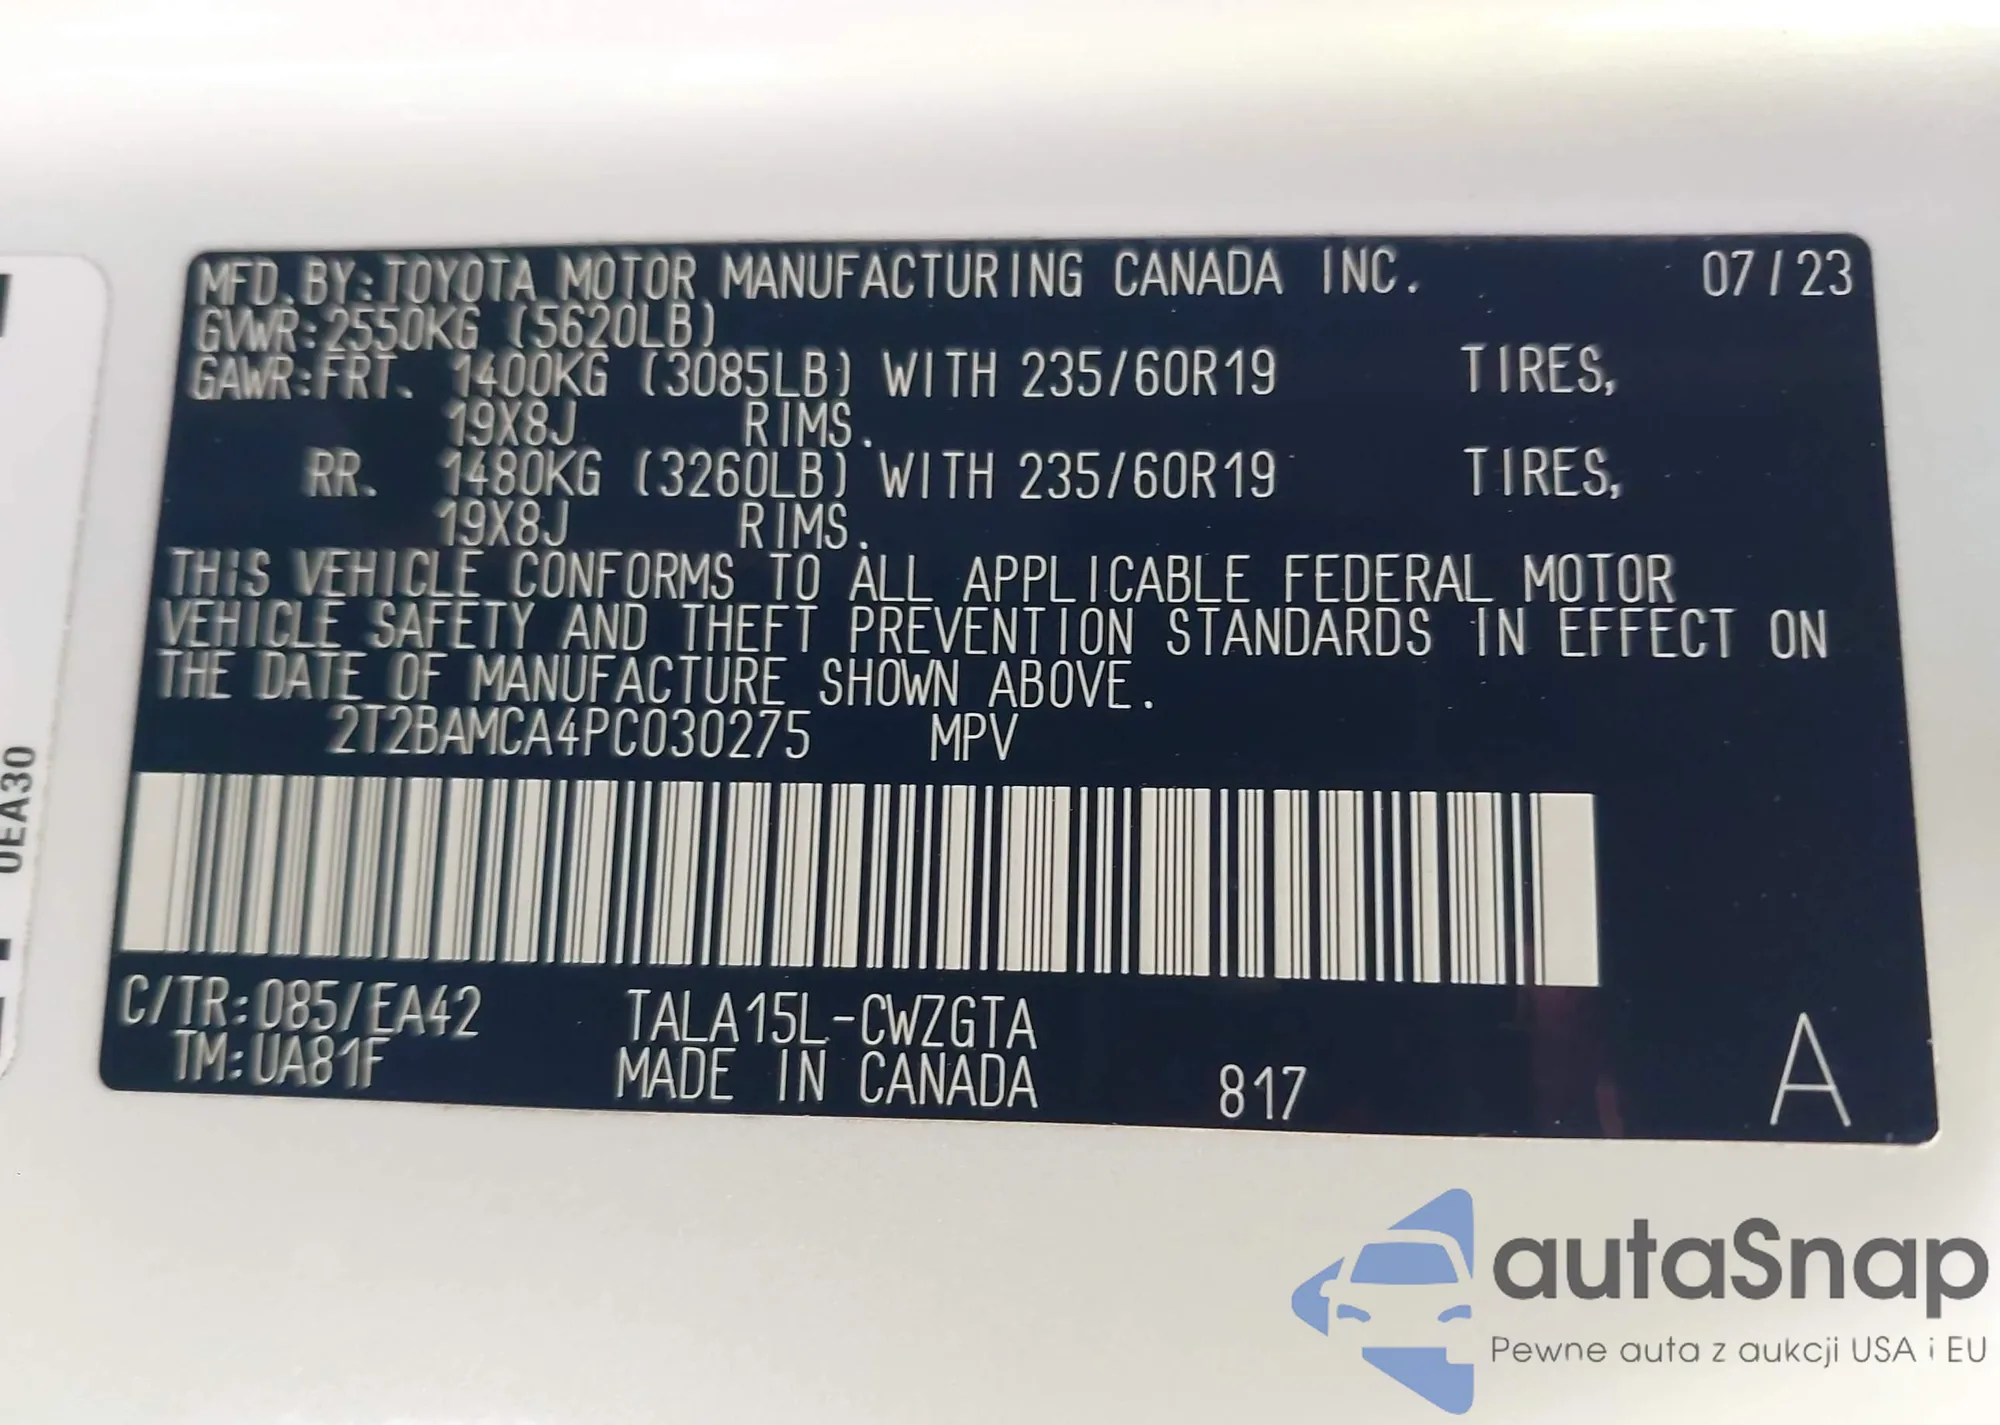 MFD. BY: TOYOTA MOTOR MANUFACTURING CANADA INC. 07/23
GVWR: 2550KG (5620LB)
GAWR: FRT. 1400KG (3085LB) WITH 235/60R19 TIRES,
19X8J RIMS.
RR. 1480KG (3260LB) WITH 235/60R19 TIRES,
19X8J RIMS.
THIS VEHICLE CONFORMS TO ALL APPLICABLE FEDERAL MOTOR
VEHICLE SAFETY AND THEFT PREVENTION STANDARDS IN EFFECT ON
THE DATE OF MANUFACTURE SHOWN ABOVE.
2T2BAMCA4PC030275 MPV
C/TR: 085/EA42 TALA15L-CWZGTA
TM: UA81F MADE IN CANADA 817 A
0EA30
autaSnap
Pewne auta z aukcji USA i EU